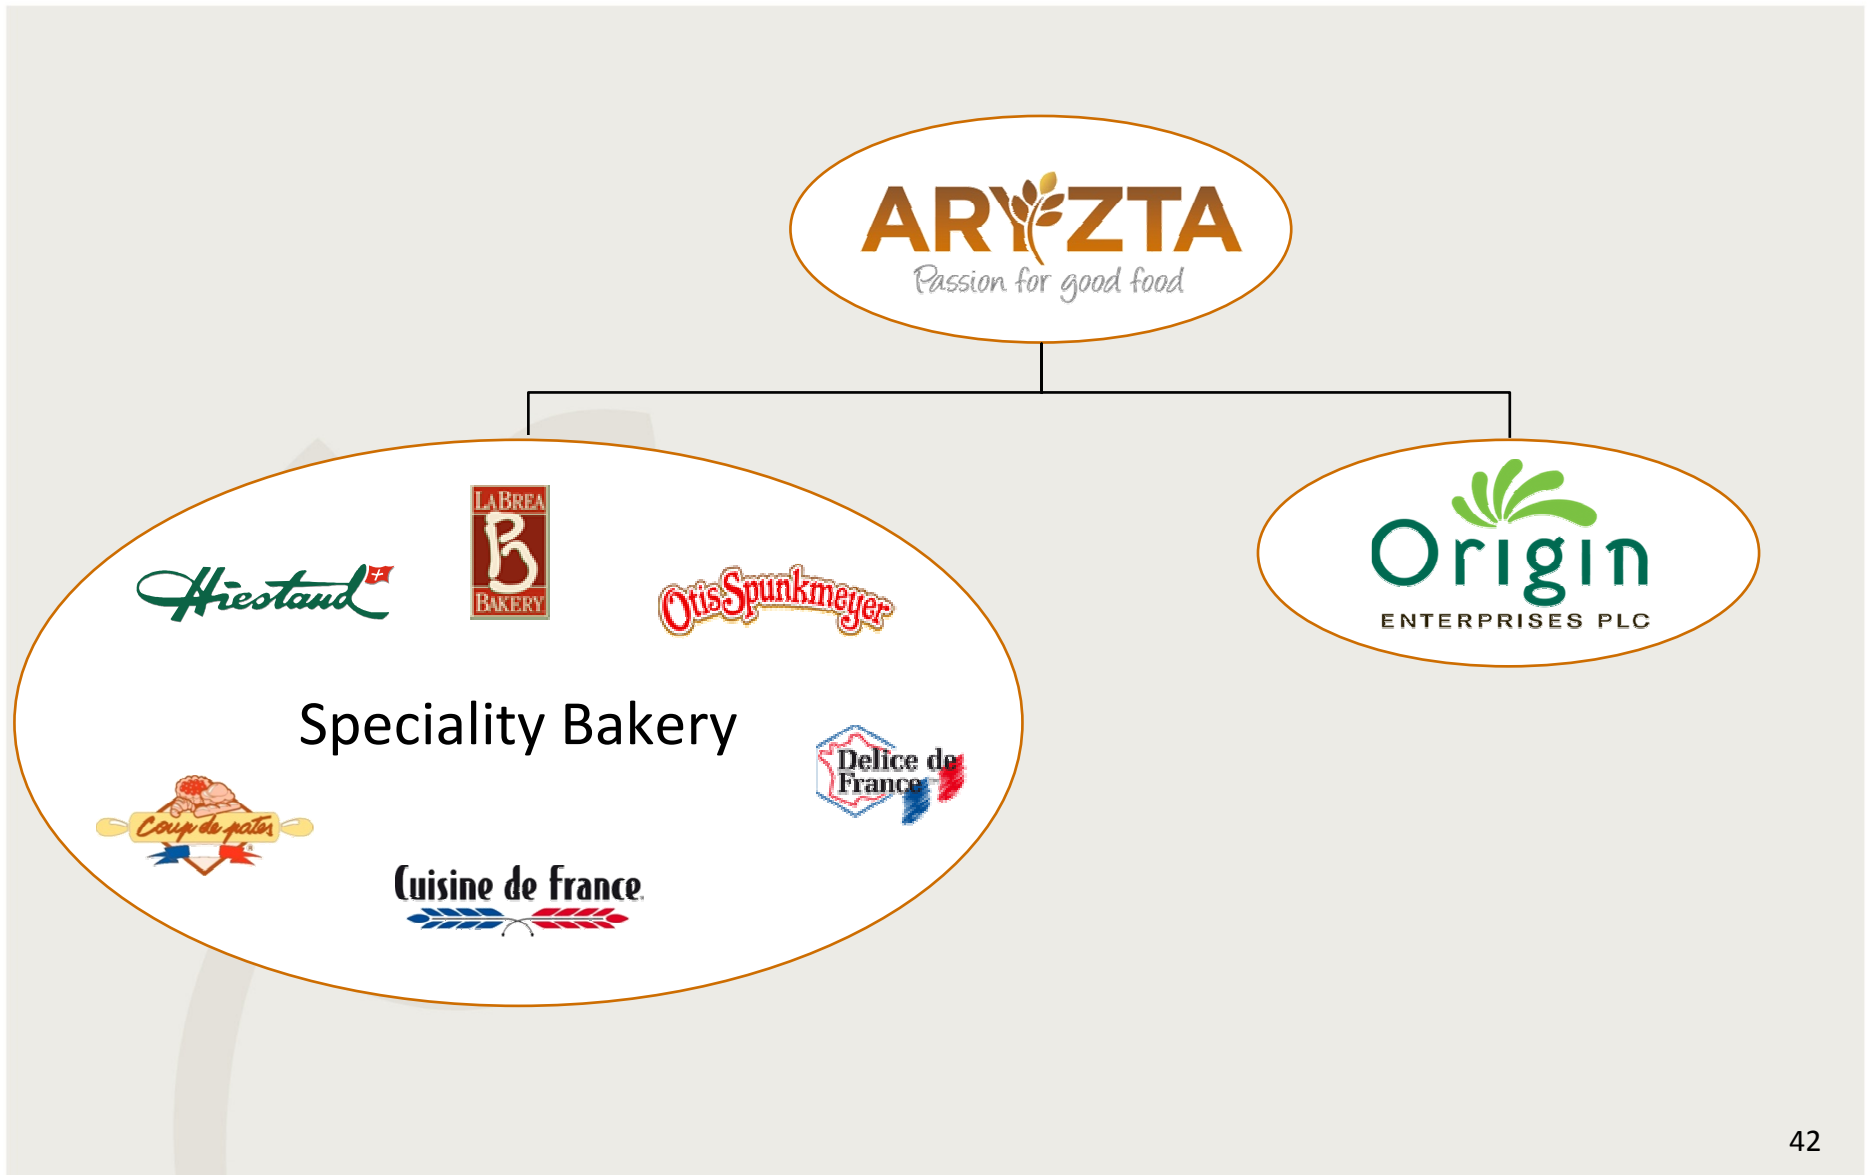 ARYZTA
Passion for good food
LA BREA
B
BAKERY
Hiestand
Otis Spunkmeyer
Speciality Bakery
Delice de
France
Coup de pates
Cuisine de France
Origin
ENTERPRISES PLC
42